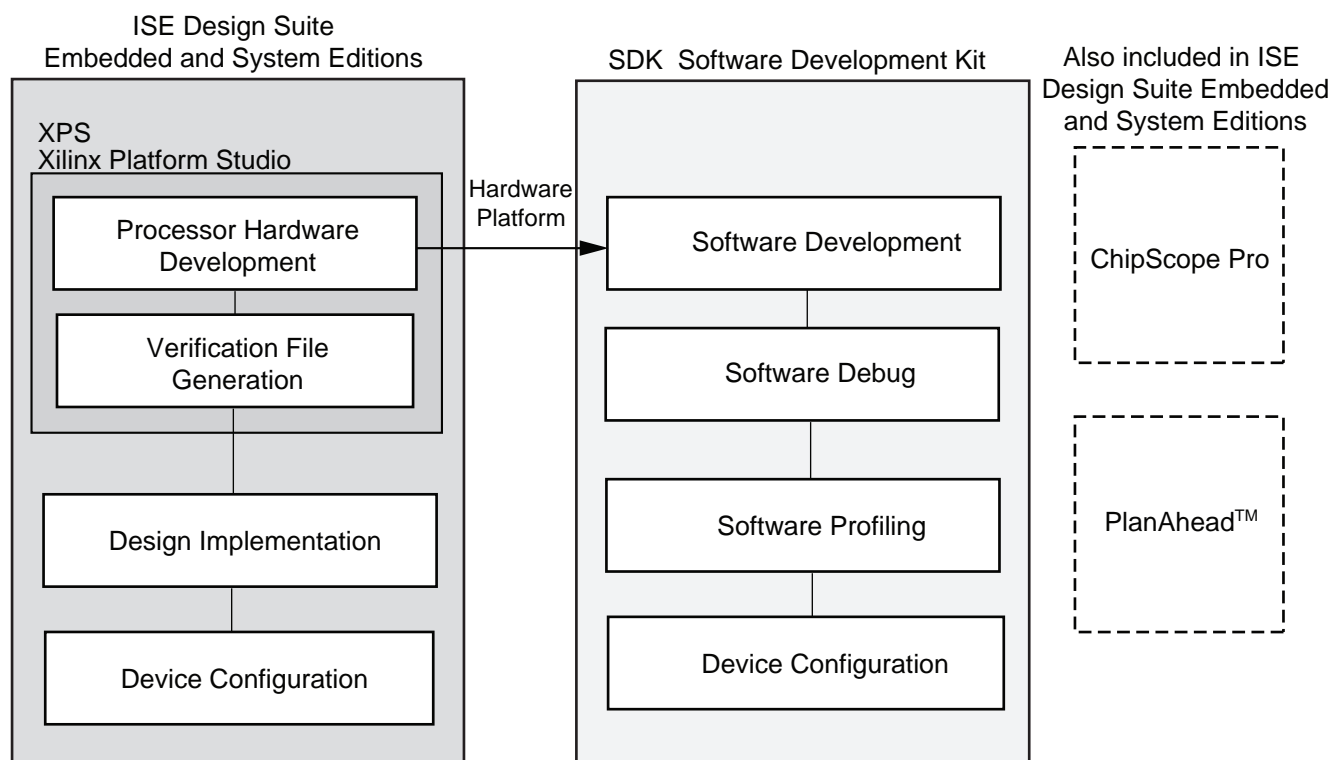 ISE Design Suite
Embedded and System Editions
XPS
Xilinx Platform Studio
Processor Hardware
Development
Verification File
Generation
Design Implementation
Device Configuration
Hardware
Platform
SDK Software Development Kit
Software Development
Software Debug
Software Profiling
Device Configuration
Also included in ISE
Design Suite Embedded
and System Editions
ChipScope Pro
PlanAhead™